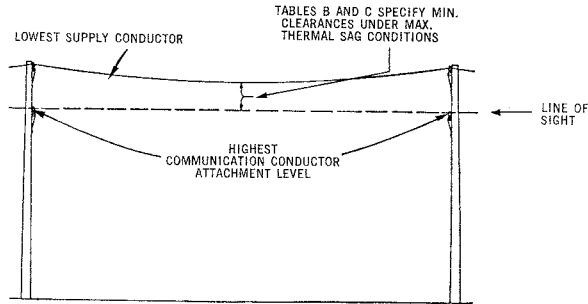 TABLES B AND C SPECIFY MIN.
CLEARANCES UNDER MAX.
THERMAL SAG CONDITIONS
LOWEST SUPPLY CONDUCTOR
LINE OF
SIGHT
HIGHEST
COMMUNICATION CONDUCTOR
ATTACHMENT LEVEL